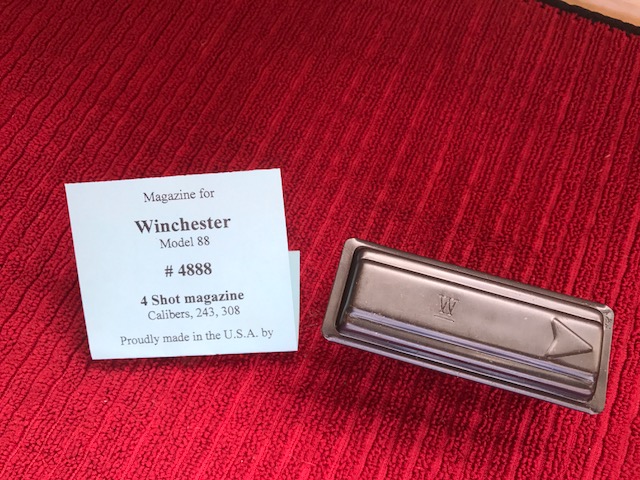 Magazine for
Winchester
Model 88
# 4888
4 Shot magazine
Calibers, 243, 308
Proudly made in the U.S.A. by
W